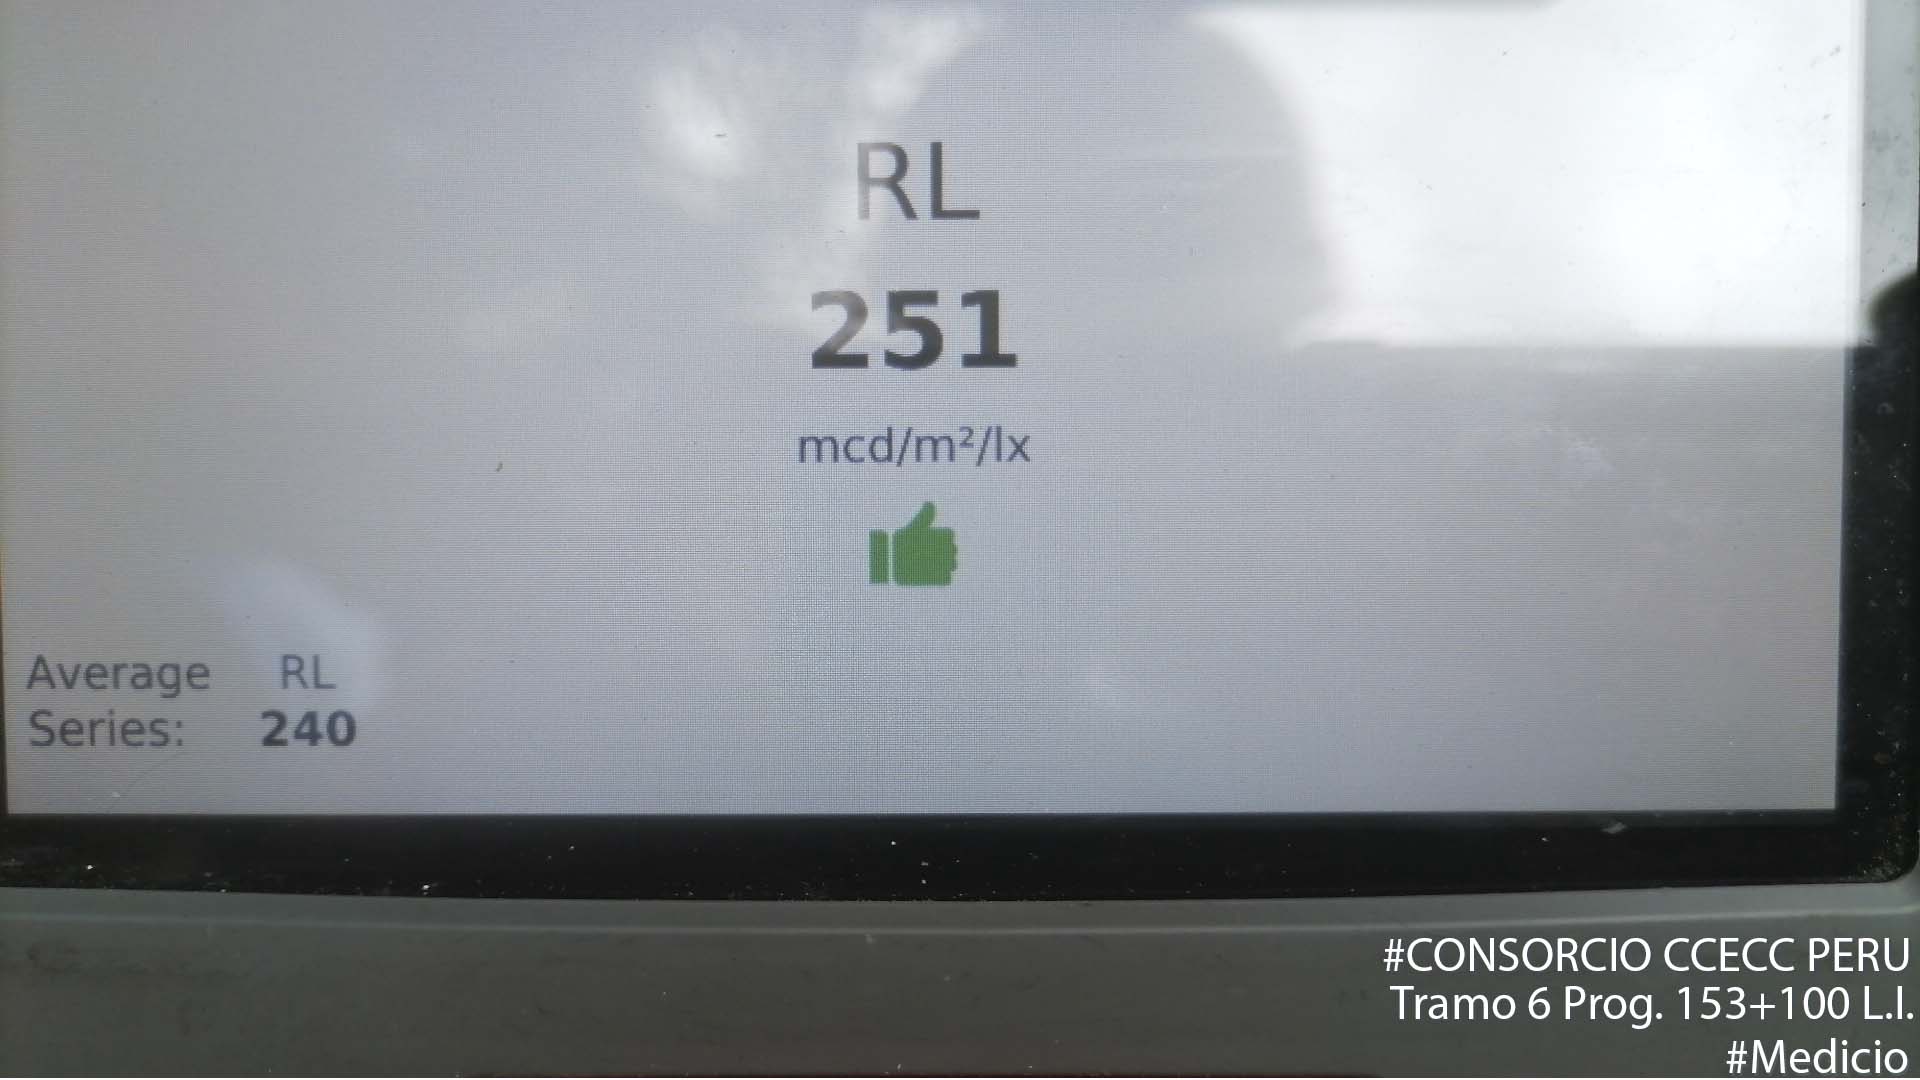 RL
251
mcd/m²/lx
Average RL
Series: 240
#CONSORCIO CCECC PERU
Tramo 6 Prog. 153+100 L.I.
#Medicio